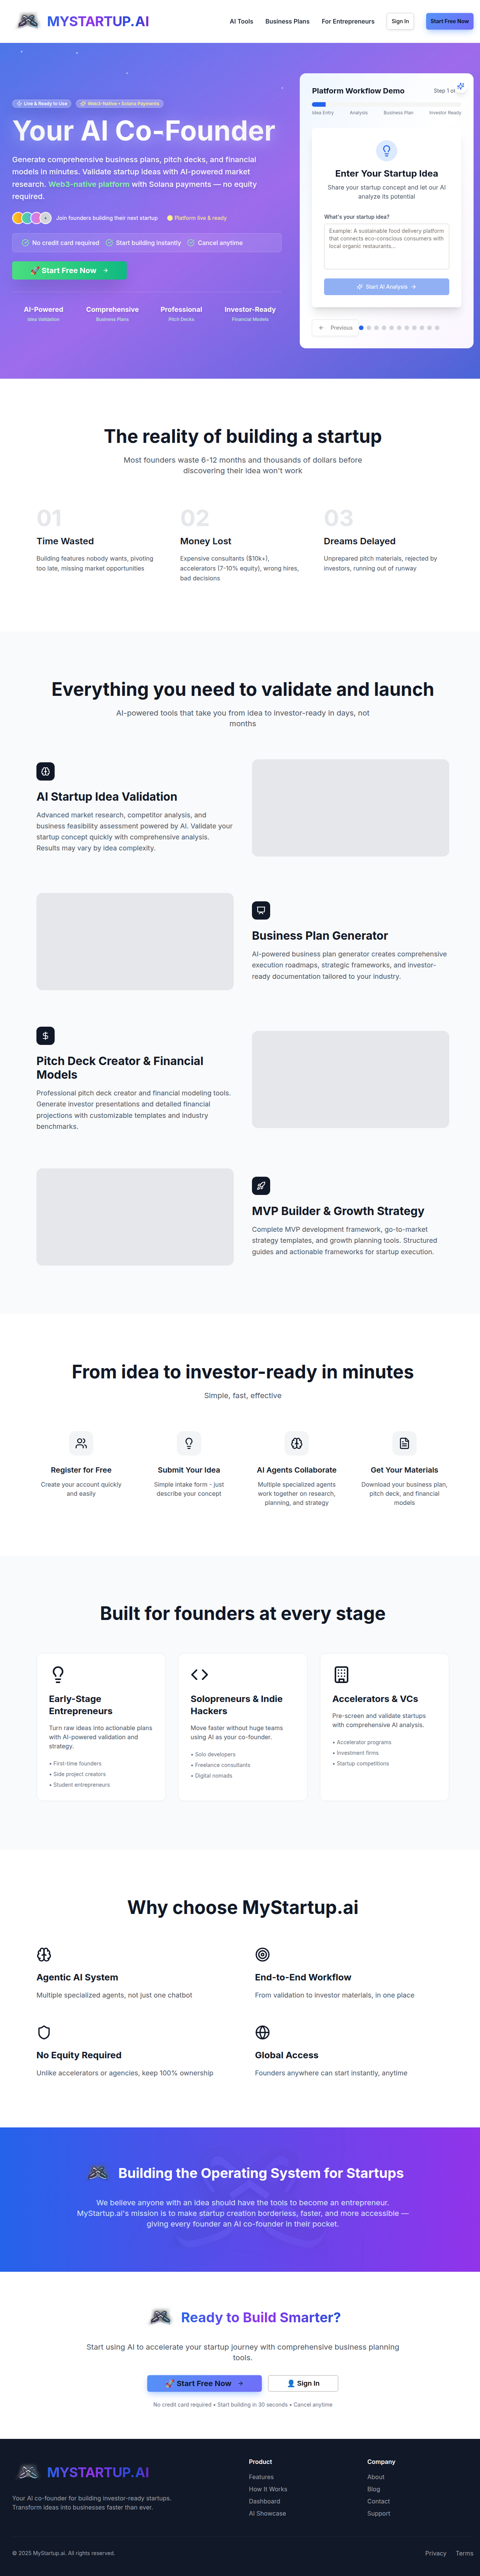 MYSTARTUP.AI
AI Tools
Business Plans
For Entrepreneurs
Sign In
Start Free Now
Live & Ready to Use
Web3-Native • Solana Payments
Your AI Co-Founder
Generate comprehensive business plans, pitch decks, and financial
models in minutes. Validate startup ideas with AI-powered market
research. Web3-native platform with Solana payments — no equity
required.
Join founders building their next startup
Platform live & ready
No credit card required
Start building instantly
Cancel anytime
🚀 Start Free Now →
AI-Powered
Idea Validation
Comprehensive
Business Plans
Professional
Pitch Decks
Investor-Ready
Financial Models
Platform Workflow Demo
Step 1 of
Idea Entry
Analysis
Business Plan
Investor Ready
Enter Your Startup Idea
Share your startup concept and let our AI
analyze its potential
What's your startup idea?
Example: A sustainable food delivery platform
that connects eco-conscious consumers with
local organic restaurants...
Start AI Analysis →
Previous
The reality of building a startup
Most founders waste 6-12 months and thousands of dollars before
discovering their idea won't work
01
Time Wasted
Building features nobody wants, pivoting
too late, missing market opportunities
02
Money Lost
Expensive consultants ($10k+),
accelerators (7-10% equity), wrong hires,
bad decisions
03
Dreams Delayed
Unprepared pitch materials, rejected by
investors, running out of runway
Everything you need to validate and launch
AI-powered tools that take you from idea to investor-ready in days, not
months
AI Startup Idea Validation
Advanced market research, competitor analysis, and
business feasibility assessment powered by AI. Validate your
startup concept quickly with comprehensive analysis.
Results may vary by idea complexity.
Business Plan Generator
AI-powered business plan generator creates comprehensive
execution roadmaps, strategic frameworks, and investor-
ready documentation tailored to your industry.
Pitch Deck Creator & Financial
Models
Professional pitch deck creator and financial modeling tools.
Generate investor presentations and detailed financial
projections with customizable templates and industry
benchmarks.
MVP Builder & Growth Strategy
Complete MVP development framework, go-to-market
strategy templates, and growth planning tools. Structured
guides and actionable frameworks for startup execution.
From idea to investor-ready in minutes
Simple, fast, effective
Register for Free
Create your account quickly
and easily
Submit Your Idea
Simple intake form - just
describe your concept
AI Agents Collaborate
Multiple specialized agents
work together on research,
planning, and strategy
Get Your Materials
Download your business plan,
pitch deck, and financial
models
Built for founders at every stage
Early-Stage
Entrepreneurs
Turn raw ideas into actionable plans
with AI-powered validation and
strategy.
• First-time founders
• Side project creators
• Student entrepreneurs
Solopreneurs & Indie
Hackers
Move faster without huge teams
using AI as your co-founder.
• Solo developers
• Freelance consultants
• Digital nomads
Accelerators & VCs
Pre-screen and validate startups
with comprehensive AI analysis.
• Accelerator programs
• Investment firms
• Startup competitions
Why choose MyStartup.ai
Agentic AI System
Multiple specialized agents, not just one chatbot
End-to-End Workflow
From validation to investor materials, in one place
No Equity Required
Unlike accelerators or agencies, keep 100% ownership
Global Access
Founders anywhere can start instantly, anytime
Building the Operating System for Startups
We believe anyone with an idea should have the tools to become an entrepreneur.
MyStartup.ai's mission is to make startup creation borderless, faster, and more accessible —
giving every founder an AI co-founder in their pocket.
Ready to Build Smarter?
Start using AI to accelerate your startup journey with comprehensive business planning
tools.
🚀 Start Free Now →
👤 Sign In
No credit card required • Start building in 30 seconds • Cancel anytime
MYSTARTUP.AI
Your AI co-founder for building investor-ready startups.
Transform ideas into businesses faster than ever.
Product
Features
How It Works
Dashboard
AI Showcase
Company
About
Blog
Contact
Support
© 2025 MyStartup.ai. All rights reserved.
Privacy
Terms